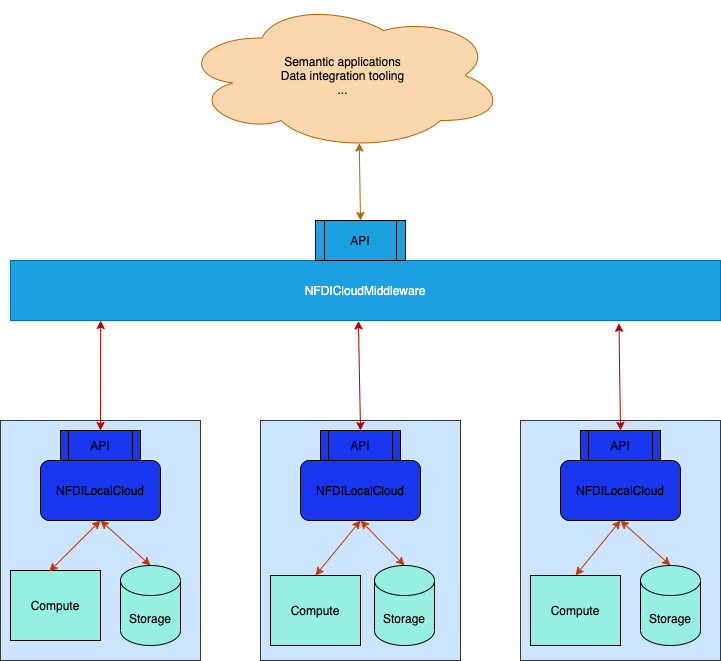 Semantic applications
Data integration tooling
...
API
NFDICloudMiddleware
API
API
API
NFDILocalCloud
NFDILocalCloud
NFDILocalCloud
Compute
Storage
Compute
Storage
Compute
Storage